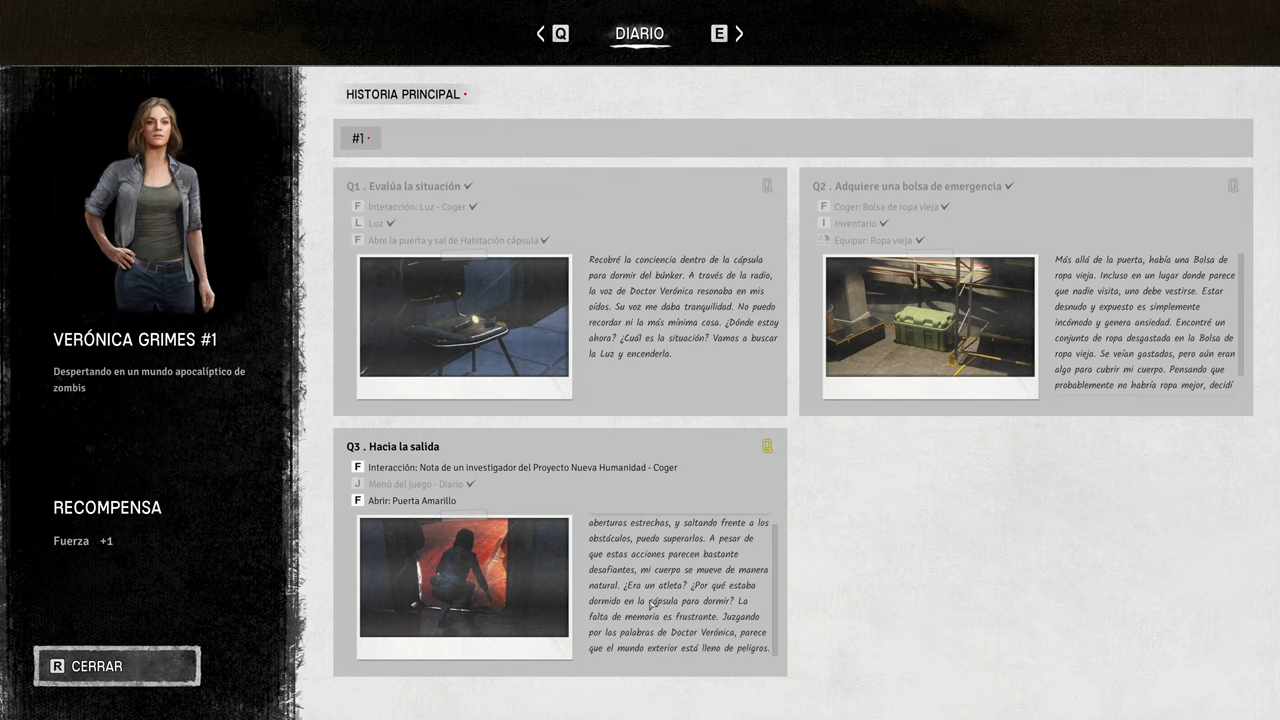 Q DIARIO E
HISTORIA PRINCIPAL
#1
VERÓNICA GRIMES #1
Despertando en un mundo apocalíptico de
zombis
RECOMPENSA
Fuerza +1
R CERRAR
Q1 . Evalúa la situación
F Interacción: Luz - Coger
L Luz
F Abre la puerta y sal de Habitación cápsula
Recobré la conciencia dentro de la cápsula
para dormir del búnker. A través de la radio,
la voz de Doctor Verónica resonaba en mis
oídos. Su voz me daba tranquilidad. No puedo
recordar ni la más mínima cosa. ¿Dónde estoy
ahora? ¿Cuál es la situación? Vamos a buscar
la Luz y encenderla.
Q2 . Adquiere una bolsa de emergencia
F Coger: Bolsa de ropa vieja
I Inventario
Equipar: Ropa vieja
Más allá de la puerta, había una Bolsa de
ropa vieja. Incluso en un lugar donde parece
que nadie visita, uno debe vestirse. Estar
desnudo y expuesto es simplemente
incómodo y genera ansiedad. Encontré un
conjunto de ropa desgastada en la Bolsa de
ropa vieja. Se veían gastados, pero aún eran
algo para cubrir mi cuerpo. Pensando que
probablemente no habría ropa mejor, decidí
Q3 . Hacia la salida
F Interacción: Nota de un investigador del Proyecto Nueva Humanidad - Coger
J Menú del juego - Diario
F Abrir: Puerta Amarillo
aberturas estrechas, y saltando frente a los
obstáculos, puedo superarlos. A pesar de
que estas acciones parecen bastante
desafiantes, mi cuerpo se mueve de manera
natural. ¿Era un atleta? ¿Por qué estaba
dormido en la cápsula para dormir? La
falta de memoria es frustrante. Juzgando
por las palabras de Doctor Verónica, parece
que el mundo exterior está lleno de peligros.